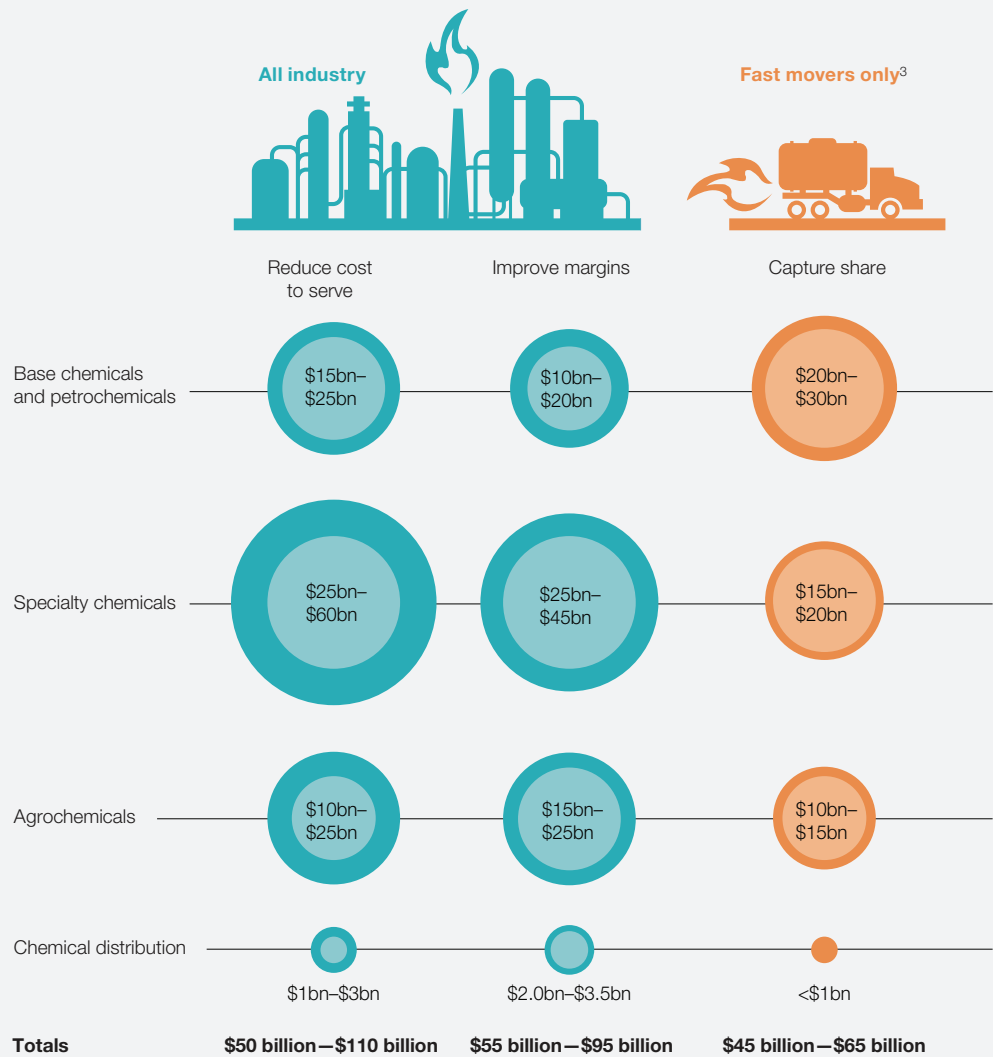 All industry
Fast movers only3
Reduce cost
to serve
Improve margins
Capture share
Base chemicals
and petrochemicals
$15bn–
$25bn
$10bn–
$20bn
$20bn–
$30bn
Specialty chemicals
$25bn–
$60bn
$25bn–
$45bn
$15bn–
$20bn
Agrochemicals
$10bn–
$25bn
$15bn–
$25bn
$10bn–
$15bn
Chemical distribution
$1bn–$3bn
$2.0bn–$3.5bn
<$1bn
Totals
$50 billion—$110 billion
$55 billion—$95 billion
$45 billion—$65 billion